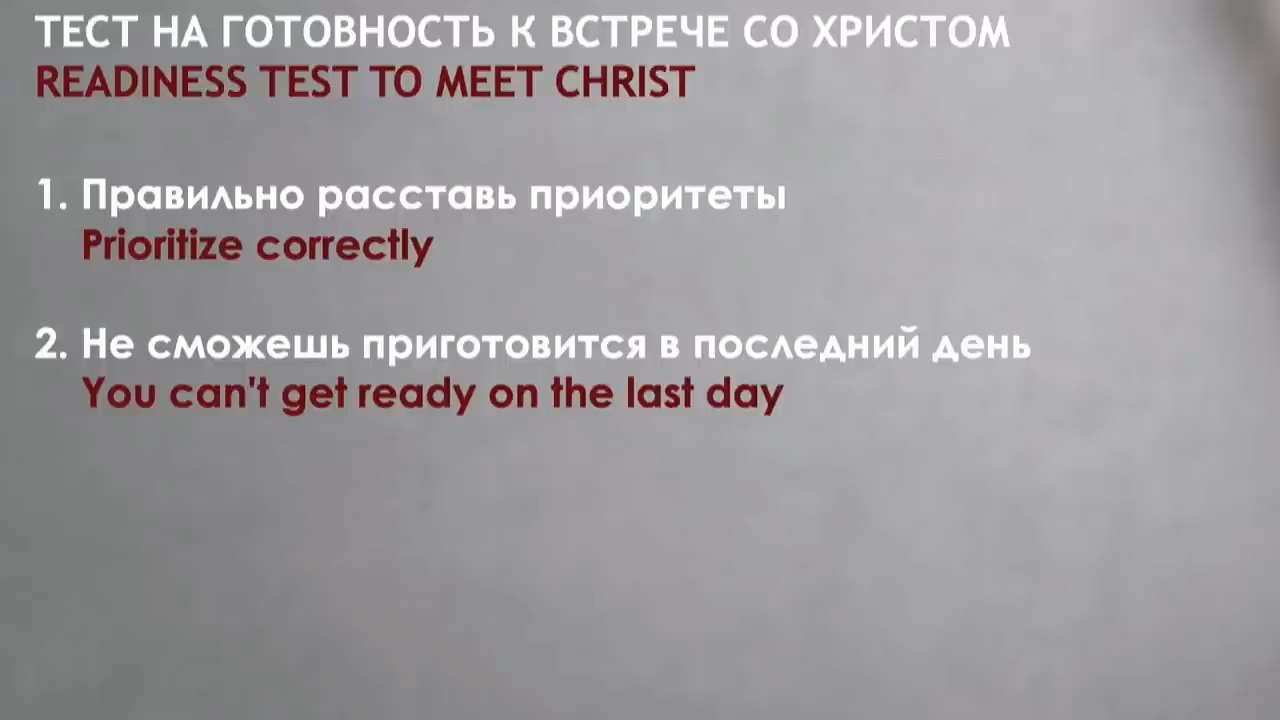 ТЕСТ НА ГОТОВНОСТЬ К ВСТРЕЧЕ СО ХРИСТОМ
READINESS TEST TO MEET CHRIST
1. Правильно расставь приоритеты
Prioritize correctly
2. Не сможешь приготовится в последний день
You can't get ready on the last day